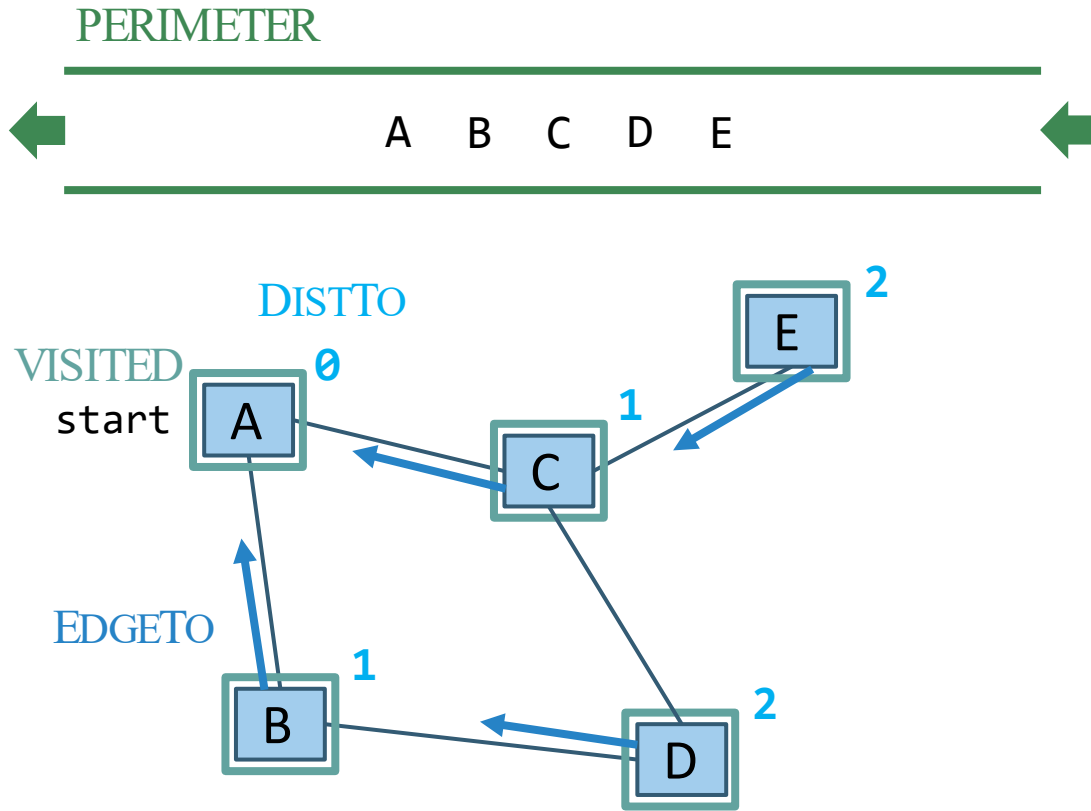 PERIMETER
A B C D E
DISTTO
2
E
VISITED
0
start
A
1
C
EDGETO
1
B
2
D